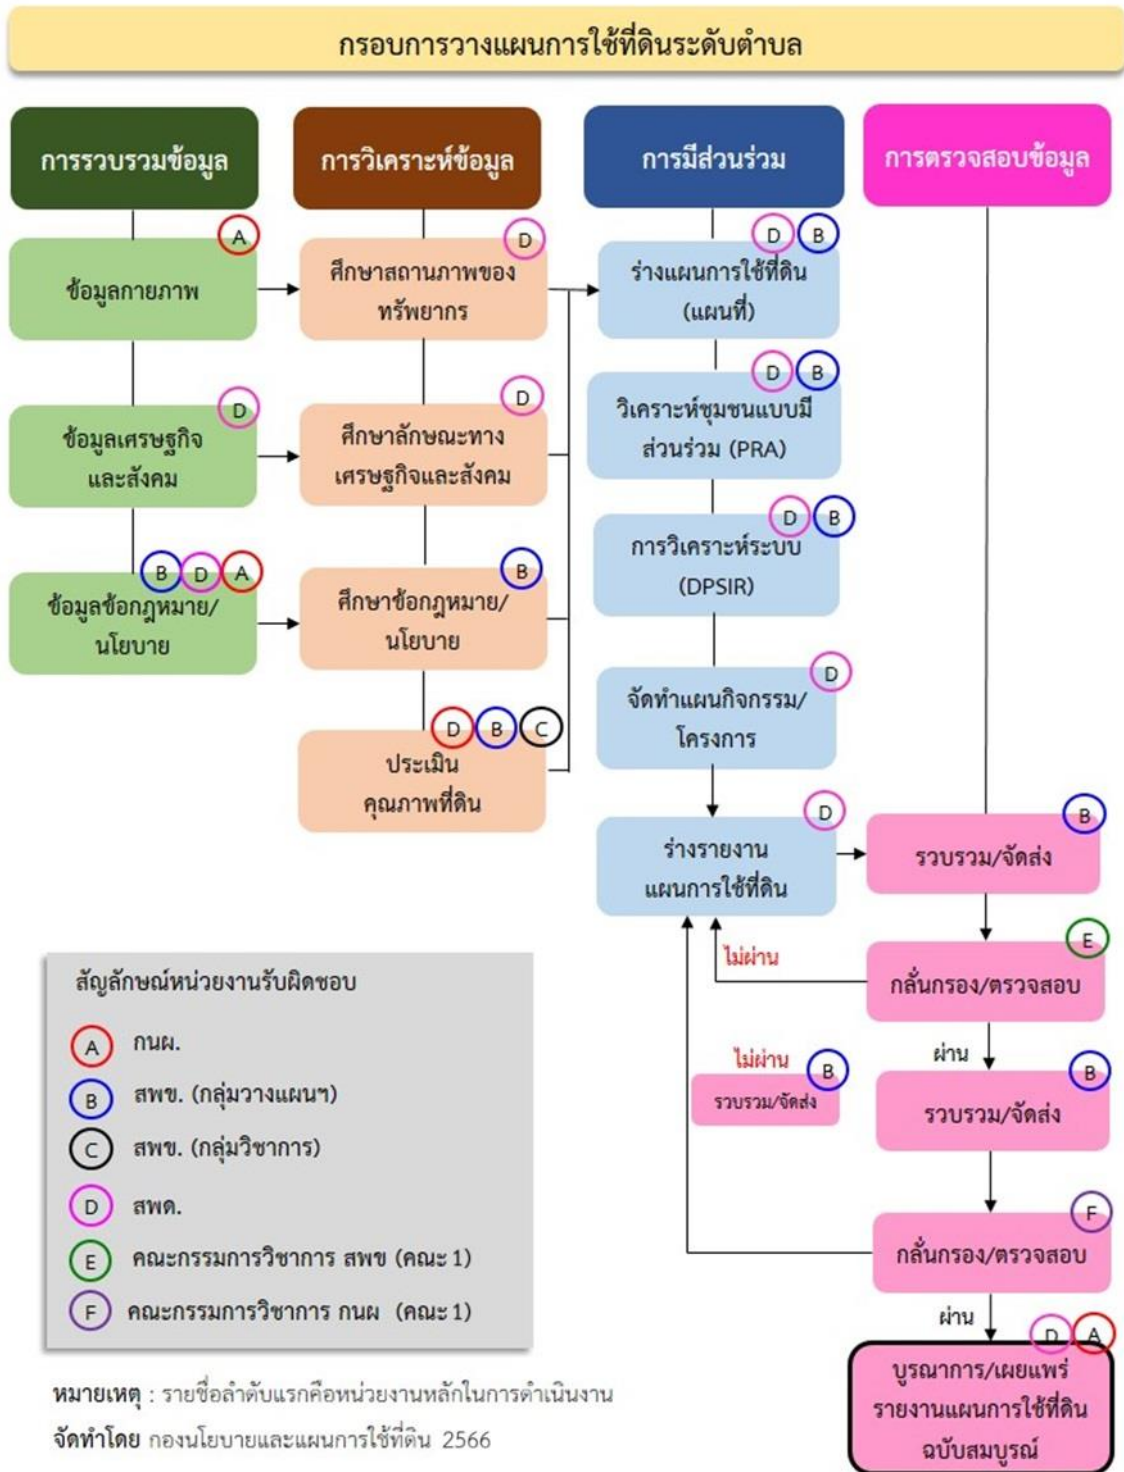 กรอบการวางแผนการใช้ที่ดินระดับตำบล
การรวบรวมข้อมูล
A
ข้อมูลกายภาพ
D
ข้อมูลเศรษฐกิจ
และสังคม
B D A
ข้อมูลข้อกฎหมาย/
นโยบาย
การวิเคราะห์ข้อมูล
D
ศึกษาสถานภาพของ
ทรัพยากร
D
ศึกษาลักษณะทาง
เศรษฐกิจและสังคม
B
ศึกษาข้อกฎหมาย/
นโยบาย
D B C
ประเมิน
คุณภาพที่ดิน
การมีส่วนร่วม
D B
ร่างแผนการใช้ที่ดิน
(แผนที่)
D B
วิเคราะห์ชุมชนแบบมี
ส่วนร่วม (PRA)
D B
การวิเคราะห์ระบบ
(DPSIR)
D
จัดทำแผนกิจกรรม/
โครงการ
D
ร่างรายงาน
แผนการใช้ที่ดิน
การตรวจสอบข้อมูล
B
รวบรวม/จัดส่ง
E
กลั่นกรอง/ตรวจสอบ
ไม่ผ่าน
ผ่าน
B
รวบรวม/จัดส่ง
ไม่ผ่าน
B
รวบรวม/จัดส่ง
F
กลั่นกรอง/ตรวจสอบ
ผ่าน
D A
บูรณาการ/เผยแพร่
รายงานแผนการใช้ที่ดิน
ฉบับสมบูรณ์
สัญลักษณ์หน่วยงานรับผิดชอบ
A กนผ.
B สพข. (กลุ่มวางแผนฯ)
C สพข. (กลุ่มวิชาการ)
D สพด.
E คณะกรรมการวิชาการ สพข (คณะ 1)
F คณะกรรมการวิชาการ กนผ (คณะ 1)
หมายเหตุ : รายชื่อลำดับแรกคือหน่วยงานหลักในการดำเนินงาน
จัดทำโดย กองนโยบายและแผนการใช้ที่ดิน 2566